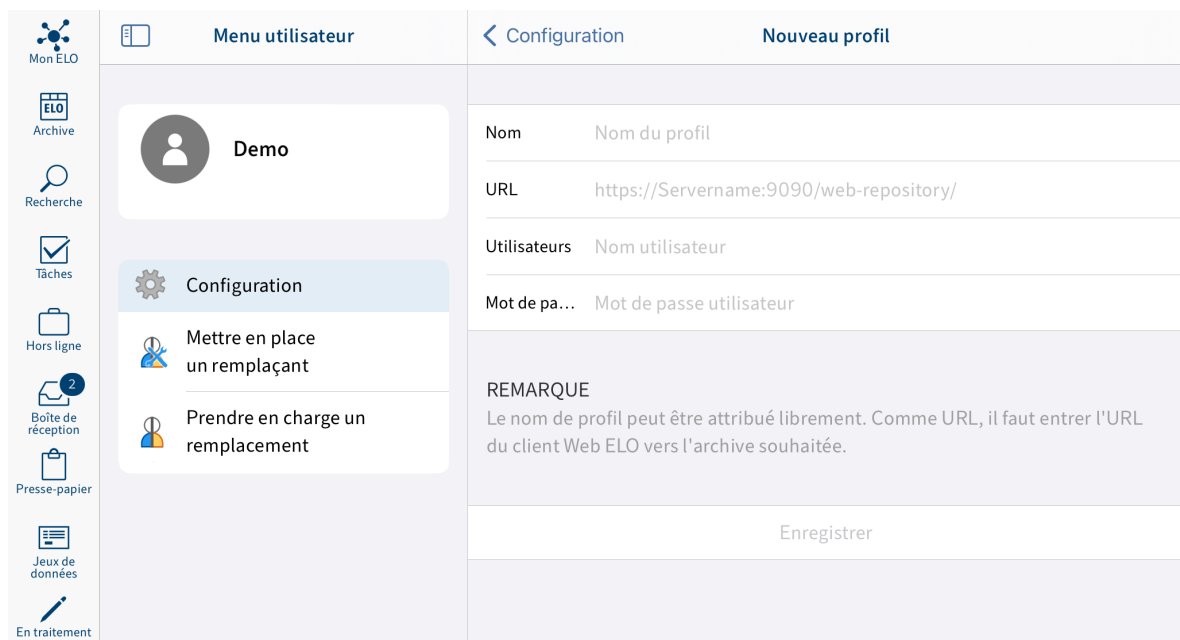 Mon ELO
ELO
Archive
Recherche
Tâches
Hors ligne
2
Boîte de
réception
Presse-papier
Jeux de
données
En traitement
Menu utilisateur
Demo
Configuration
Mettre en place
un remplaçant
Prendre en charge un
remplacement
Configuration
Nouveau profil
Nom Nom du profil
URL https://Servername:9090/web-repository/
Utilisateurs Nom utilisateur
Mot de pa... Mot de passe utilisateur
REMARQUE
Le nom de profil peut être attribué librement. Comme URL, il faut entrer l'URL
du client Web ELO vers l'archive souhaitée.
Enregistrer